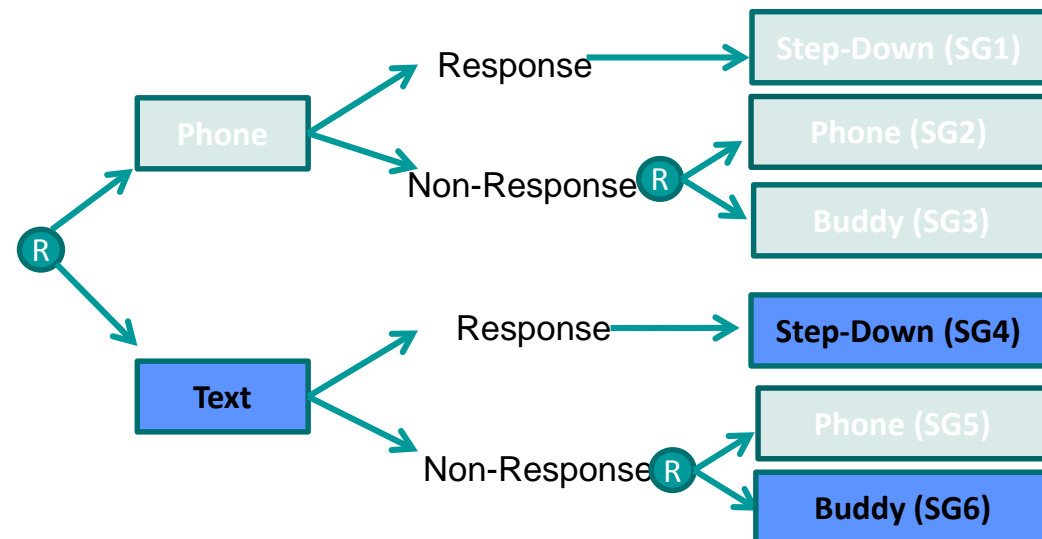 Response
Step-Down (SG1)
Phone
Phone (SG2)
Non-Response
R
Buddy (SG3)
R
Response
Step-Down (SG4)
Text
Phone (SG5)
Non-Response
R
Buddy (SG6)